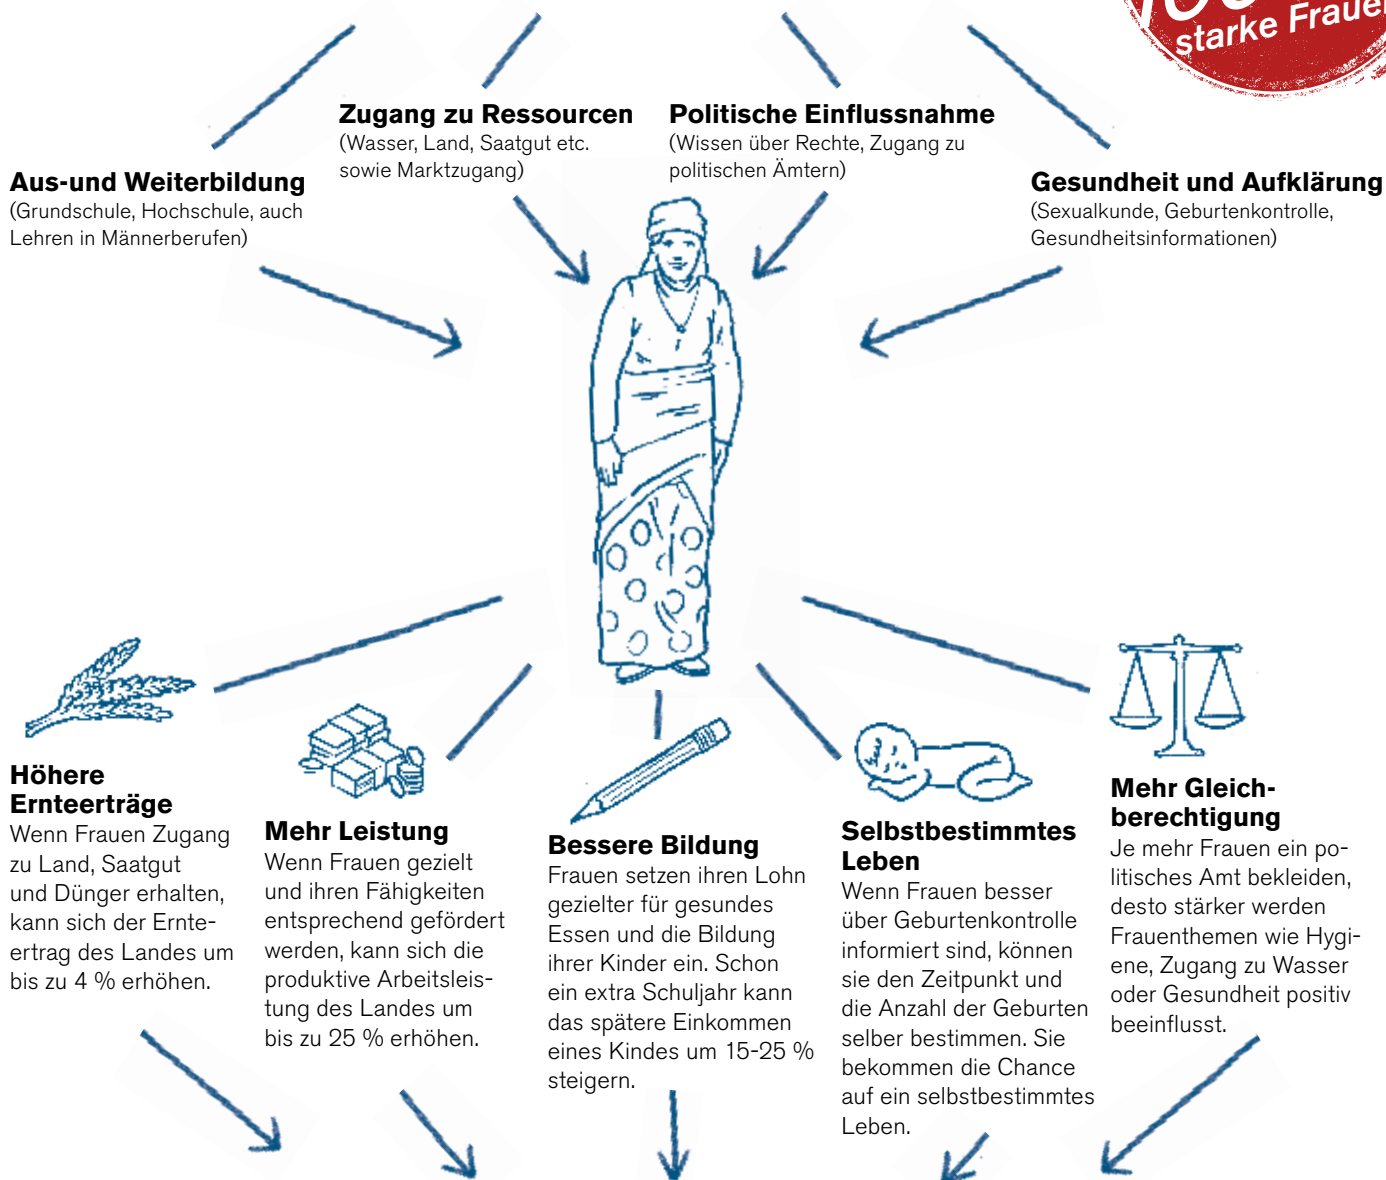 starke Frauen
Zugang zu Ressourcen
(Wasser, Land, Saatgut etc.
sowie Marktzugang)
Politische Einflussnahme
(Wissen über Rechte, Zugang zu
politischen Ämtern)
Aus-und Weiterbildung
(Grundschule, Hochschule, auch
Lehren in Männerberufen)
Gesundheit und Aufklärung
(Sexualkunde, Geburtenkontrolle,
Gesundheitsinformationen)
Höhere
Ernteerträge
Wenn Frauen Zugang
zu Land, Saatgut
und Dünger erhalten,
kann sich der Ernte-
ertrag des Landes um
bis zu 4 % erhöhen.
Mehr Leistung
Wenn Frauen gezielt
und ihren Fähigkeiten
entsprechend gefördert
werden, kann sich die
produktive Arbeitsleis-
tung des Landes um
bis zu 25 % erhöhen.
Bessere Bildung
Frauen setzen ihren Lohn
gezielter für gesundes
Essen und die Bildung
ihrer Kinder ein. Schon
ein extra Schuljahr kann
das spätere Einkommen
eines Kindes um 15-25 %
steigern.
Selbstbestimmtes
Leben
Wenn Frauen besser
über Geburtenkontrolle
informiert sind, können
sie den Zeitpunkt und
die Anzahl der Geburten
selber bestimmen. Sie
bekommen die Chance
auf ein selbstbestimmtes
Leben.
Mehr Gleich-
berechtigung
Je mehr Frauen ein po-
litisches Amt bekleiden,
desto stärker werden
Frauenthemen wie Hygi-
ene, Zugang zu Wasser
oder Gesundheit positiv
beeinflusst.